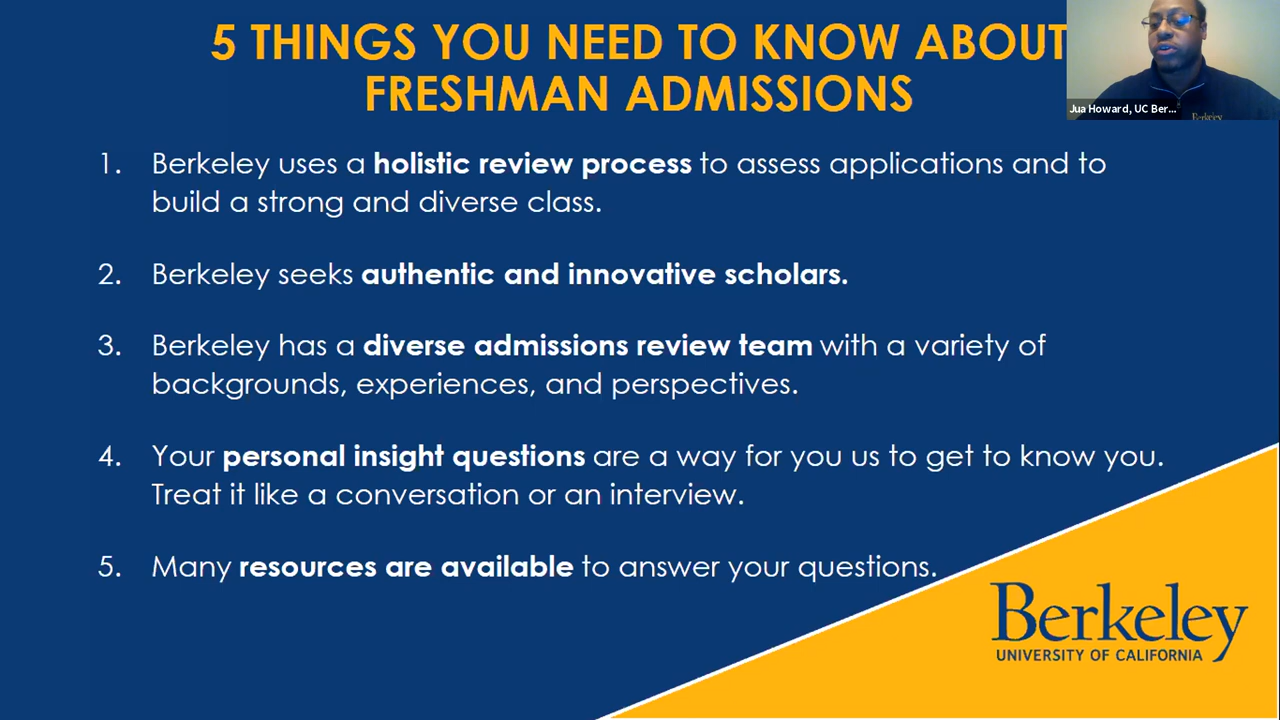 5 THINGS YOU NEED TO KNOW ABOUT
FRESHMAN ADMISSIONS
Jua Howard, UC Ber...
Berkeley
1. Berkeley uses a holistic review process to assess applications and to
build a strong and diverse class.
2. Berkeley seeks authentic and innovative scholars.
3. Berkeley has a diverse admissions review team with a variety of
backgrounds, experiences, and perspectives.
4. Your personal insight questions are a way for you us to get to know you.
Treat it like a conversation or an interview.
5. Many resources are available to answer your questions.
Berkeley
UNIVERSITY OF CALIFORNIA